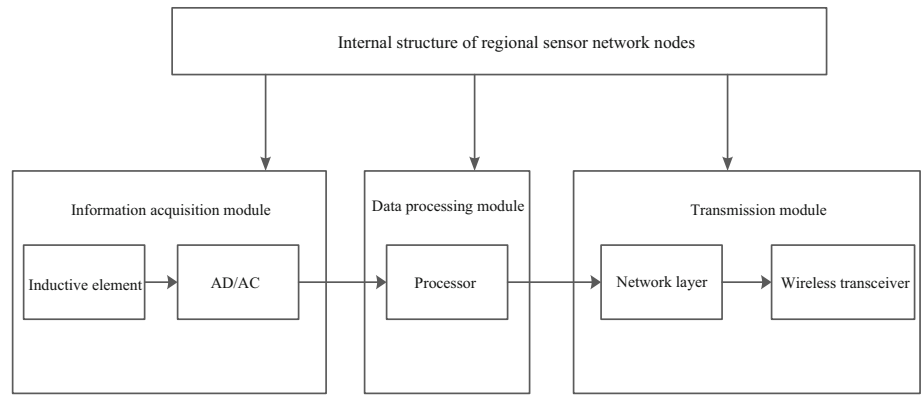 Internal structure of regional sensor network nodes
Information acquisition module
Data processing module
Transmission module
Inductive element
AD/AC
Processor
Network layer
Wireless transceiver